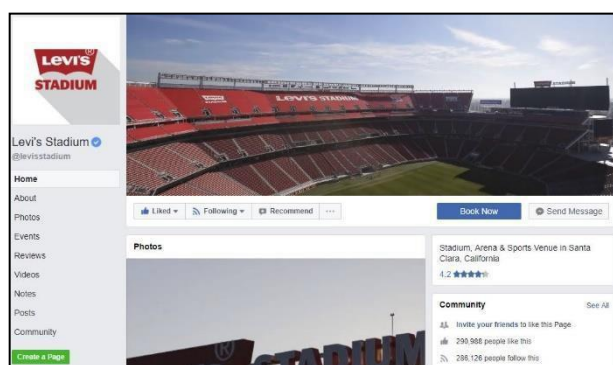 LEVI'S®
STADIUM
Levi's Stadium
@levisstadium
Home
About
Photos
Events
Reviews
Videos
Notes
Posts
Community
Create a Page
LEVI'S STADIUM
Liked
Following
Recommend
Book Now
Send Message
Photos
® STADIUM
Stadium, Arena & Sports Venue in Santa
Clara, California
4.2
Community
See All
Invite your friends to like this Page
290,988 people like this
286,126 people follow this